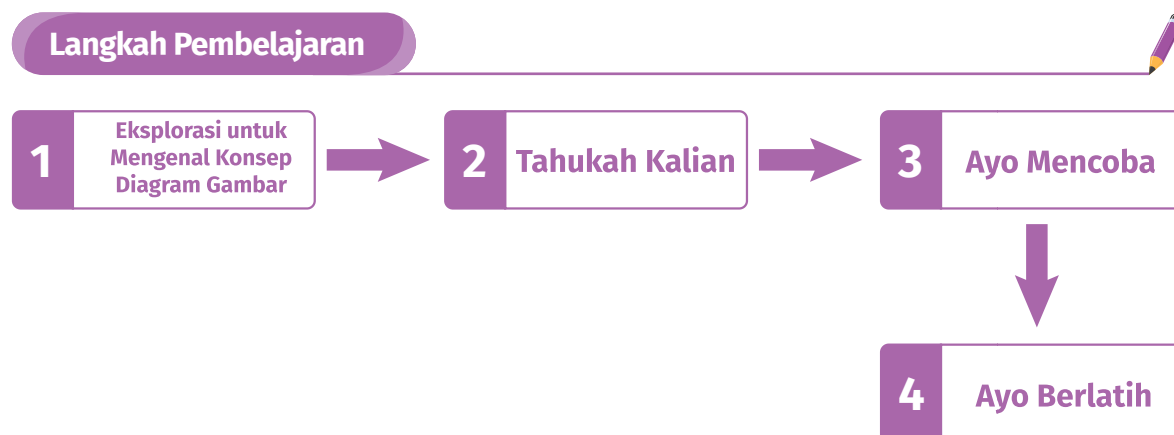 Langkah Pembelajaran
1
Eksplorasi untuk
Mengenal Konsep
Diagram Gambar
2
Tahukah Kalian
3
Ayo Mencoba
4
Ayo Berlatih